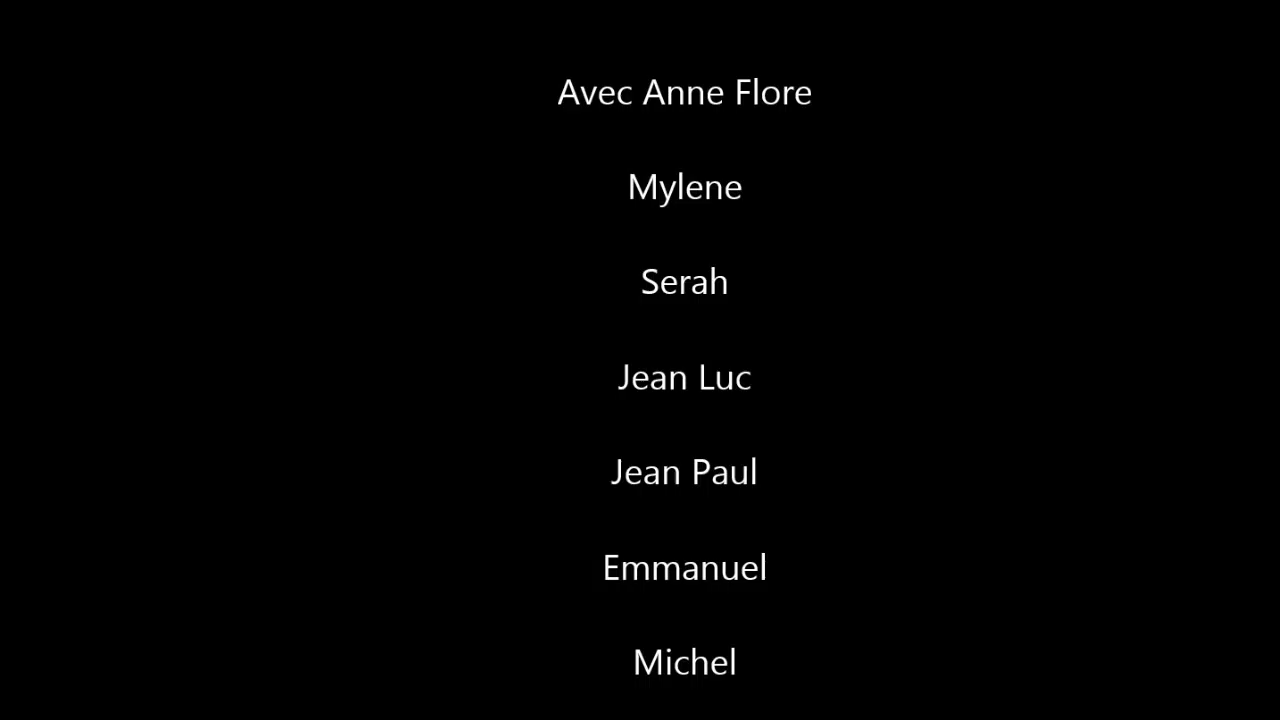 Avec Anne Flore
Mylene
Serah
Jean Luc
Jean Paul
Emmanuel
Michel